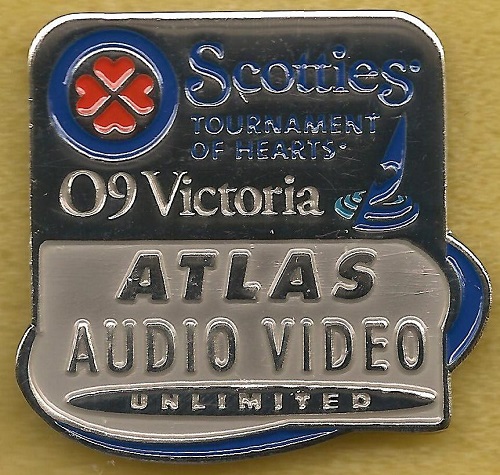 Scotties
TOURNAMENT
OF HEARTS
09 Victoria
ATLAS
AUDIO VIDEO
UNLIMITED